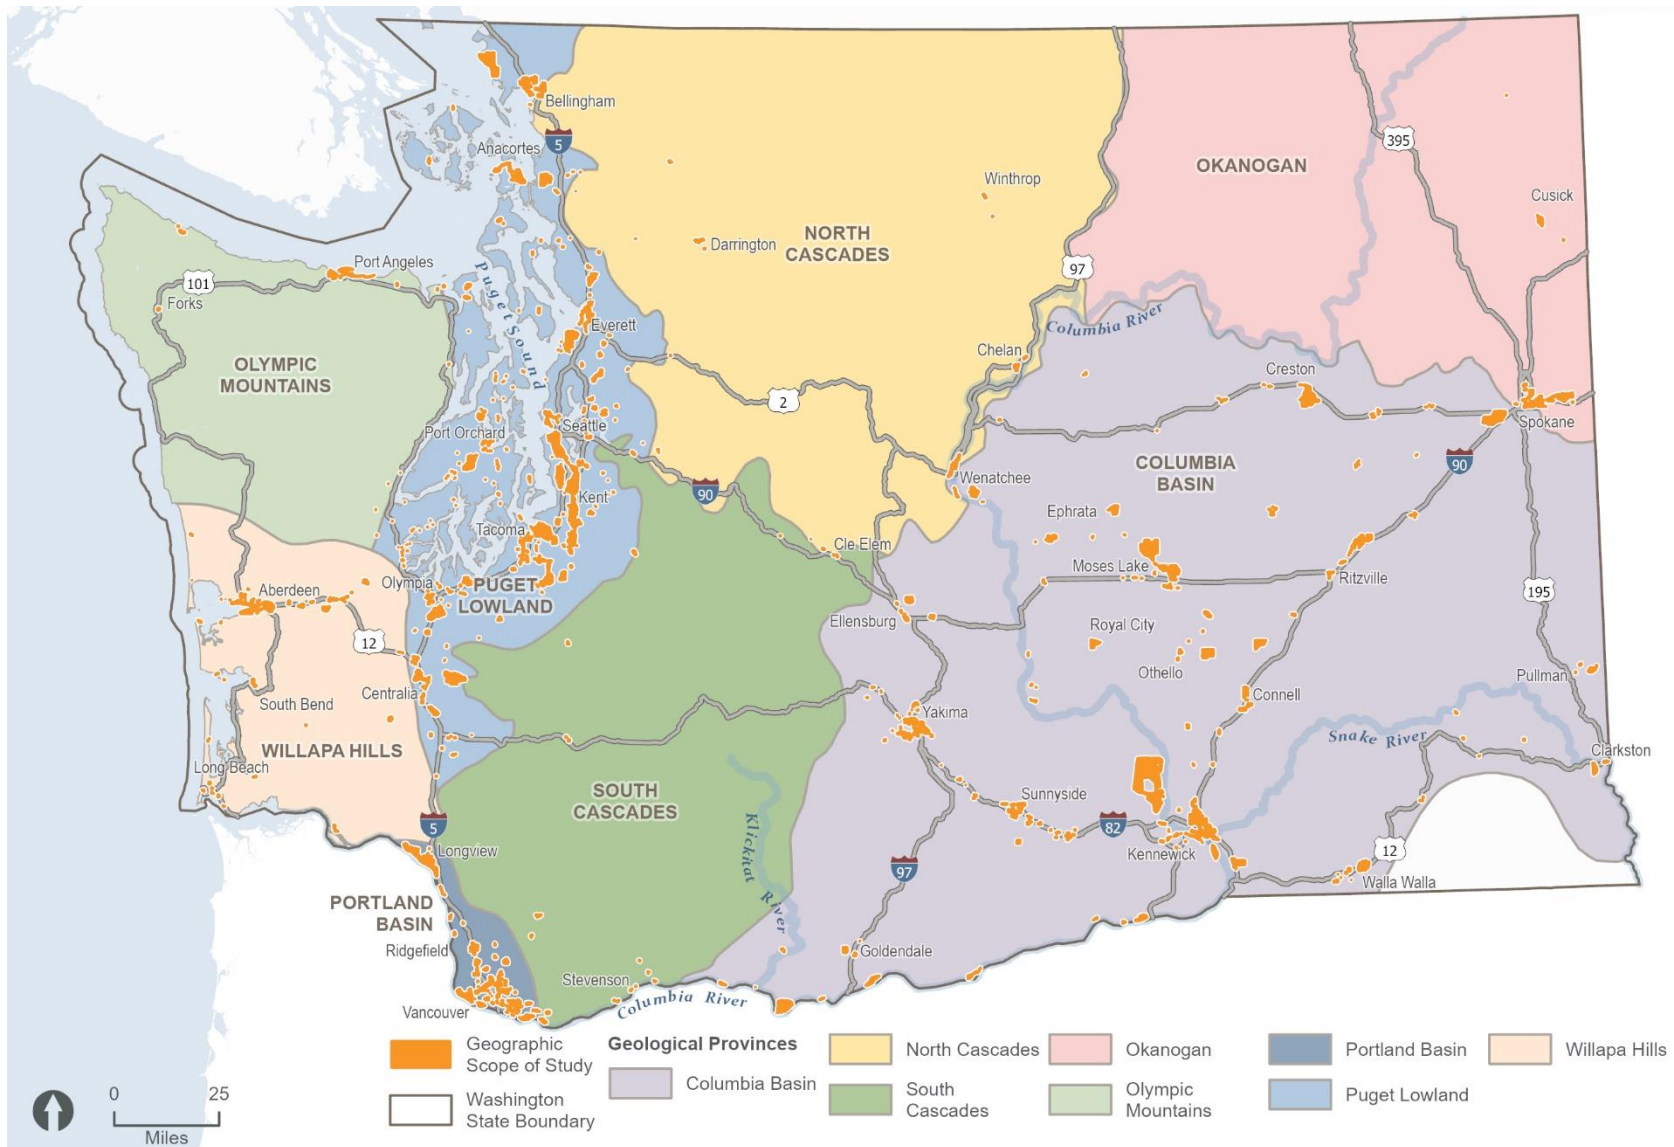 Bellingham
5
Anacortes
OKANOGAN
395
Winthrop
Cusick
NORTH
CASCADES
Darrington
Port Angeles
101
Forks
97
Puget Sound
Everett
Columbia River
OLYMPIC
MOUNTAINS
Chelan
Creston
2
Port Orchard
Seattle
Spokane
COLUMBIA
BASIN
90
Wenatchee
90
Kent
Ephrata
Tacoma
Cle Elem
Moses Lake
Ritzville
Olympia
PUGET
LOWLAND
Aberdeen
195
Ellensburg
Royal City
12
Othello
Pullman
Centralia
Connell
South Bend
Yakima
WILLAPA HILLS
Snake River
Clarkston
Long Beach
SOUTH
CASCADES
Sunnyside
5
82
Klickitat River
Longview
Kennewick
12
97
Walla Walla
PORTLAND
BASIN
Ridgefield
Goldendale
Stevenson
Columbia River
Vancouver
Geographic
Scope of Study
Washington
State Boundary
Geological Provinces
Columbia Basin
North Cascades
South
Cascades
Okanogan
Olympic
Mountains
Portland Basin
Puget Lowland
Willapa Hills
0 25
Miles